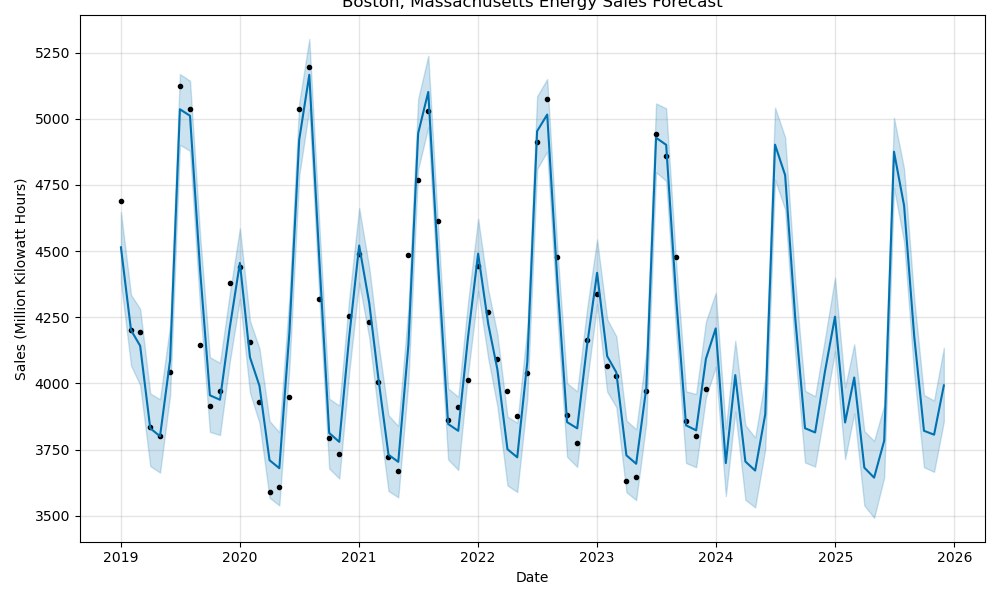 Boston, Massachusetts Energy Sales Forecast
5250
5000
4750
4500
4250
4000
3750
3500
Sales (Million Kilowatt Hours)
2019 2020 2021 2022 2023 2024 2025 2026
Date